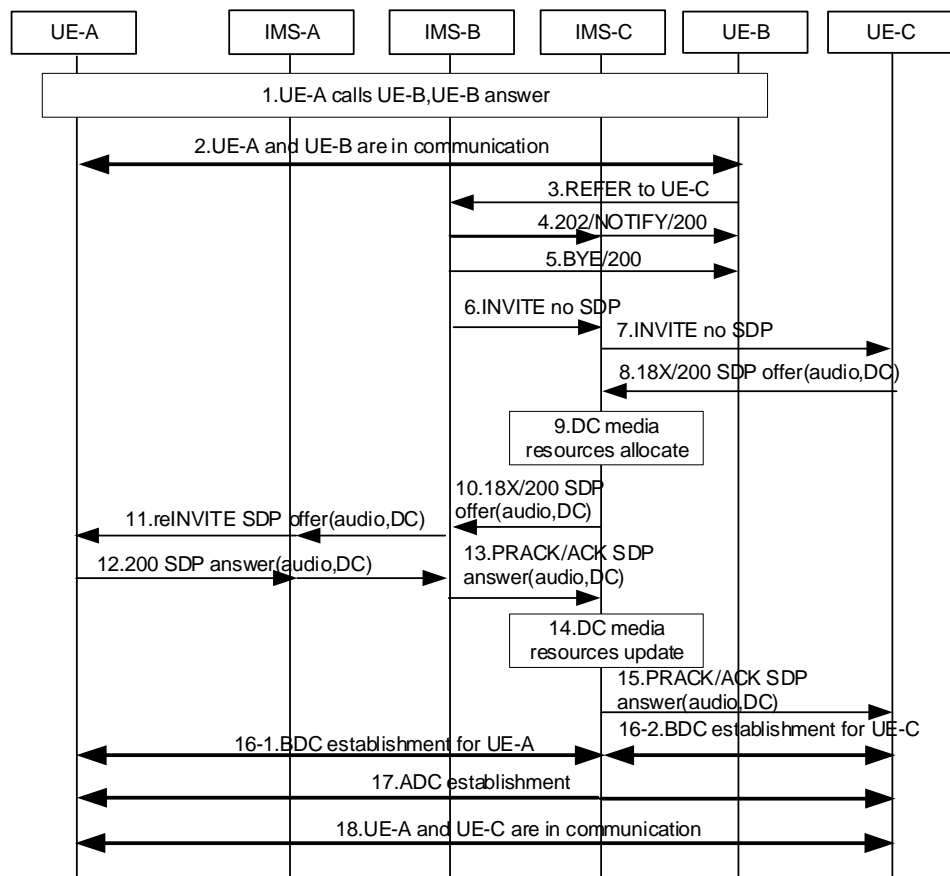 UE-A
IMS-A
IMS-B
IMS-C
UE-B
UE-C
1.UE-A calls UE-B,UE-B answer
2.UE-A and UE-B are in communication
3.REFER to UE-C
4.202/NOTIFY/200
5.BYE/200
6.INVITE no SDP
7.INVITE no SDP
8.18X/200 SDP offer(audio,DC)
9.DC media
resources allocate
10.18X/200 SDP
offer(audio,DC)
11.reINVITE SDP offer(audio,DC)
12.200 SDP answer(audio,DC)
13.PRACK/ACK SDP
answer(audio,DC)
14.DC media
resources update
15.PRACK/ACK SDP
answer(audio,DC)
16-1.BDC establishment for UE-A
16-2.BDC establishment for UE-C
17.ADC establishment
18.UE-A and UE-C are in communication